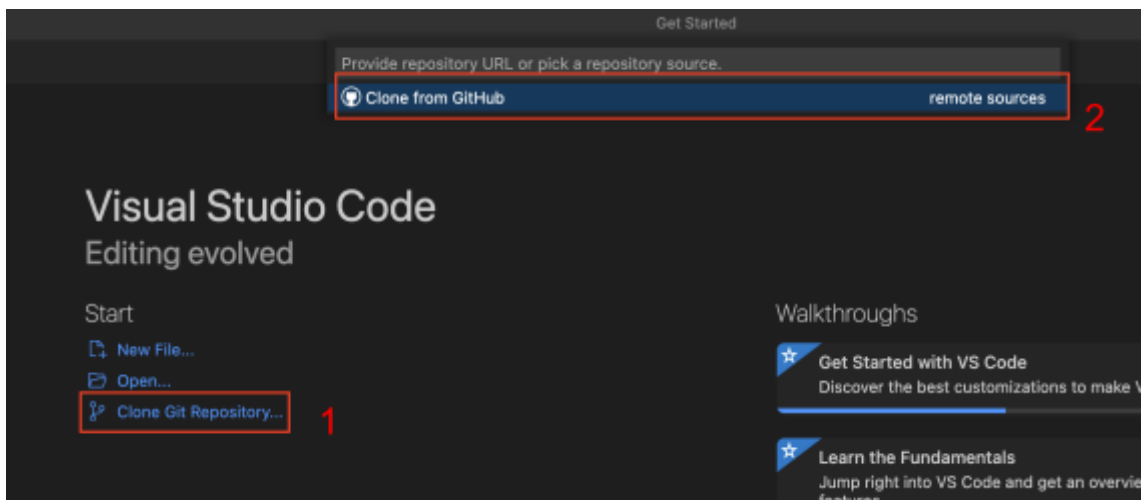 Get Started
Provide repository URL or pick a repository source.
Clone from GitHub remote sources
2
Visual Studio Code
Editing evolved
Start
New File...
Open...
Clone Git Repository...
1
Walkthroughs
Get Started with VS Code
Discover the best customizations to make
Learn the Fundamentals
Jump right into VS Code and get an